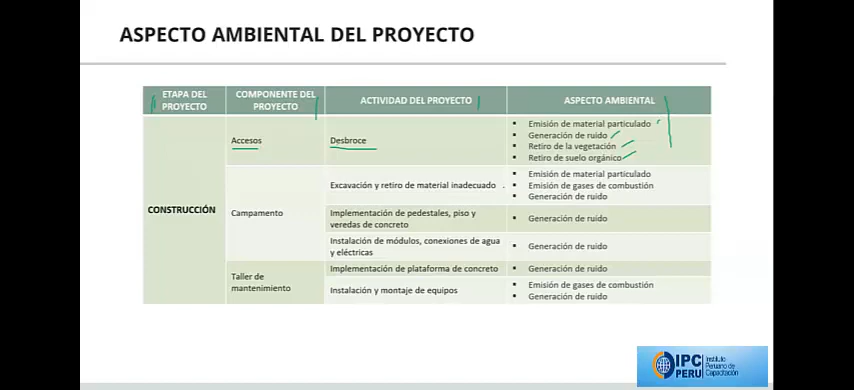 ASPECTO AMBIENTAL DEL PROYECTO
ETAPA DEL PROYECTO
COMPONENTE DEL PROYECTO
ACTIVIDAD DEL PROYECTO
ASPECTO AMBIENTAL
CONSTRUCCIÓN
Accesos
Desbroce
▪ Emisión de material particulado
▪ Generación de ruido
▪ Retiro de la vegetación
▪ Retiro de suelo orgánico
Campamento
Excavación y retiro de material inadecuado
▪ Emisión de material particulado
▪ Emisión de gases de combustión
▪ Generación de ruido
Implementación de pedestales, piso y
veredas de concreto
▪ Generación de ruido
Instalación de módulos, conexiones de agua
y eléctricas
▪ Generación de ruido
Taller de
mantenimiento
Implementación de plataforma de concreto
▪ Generación de ruido
Instalación y montaje de equipos
▪ Emisión de gases de combustión
▪ Generación de ruido
IPC
PERU
Instituto
Peruano de
Capacitación